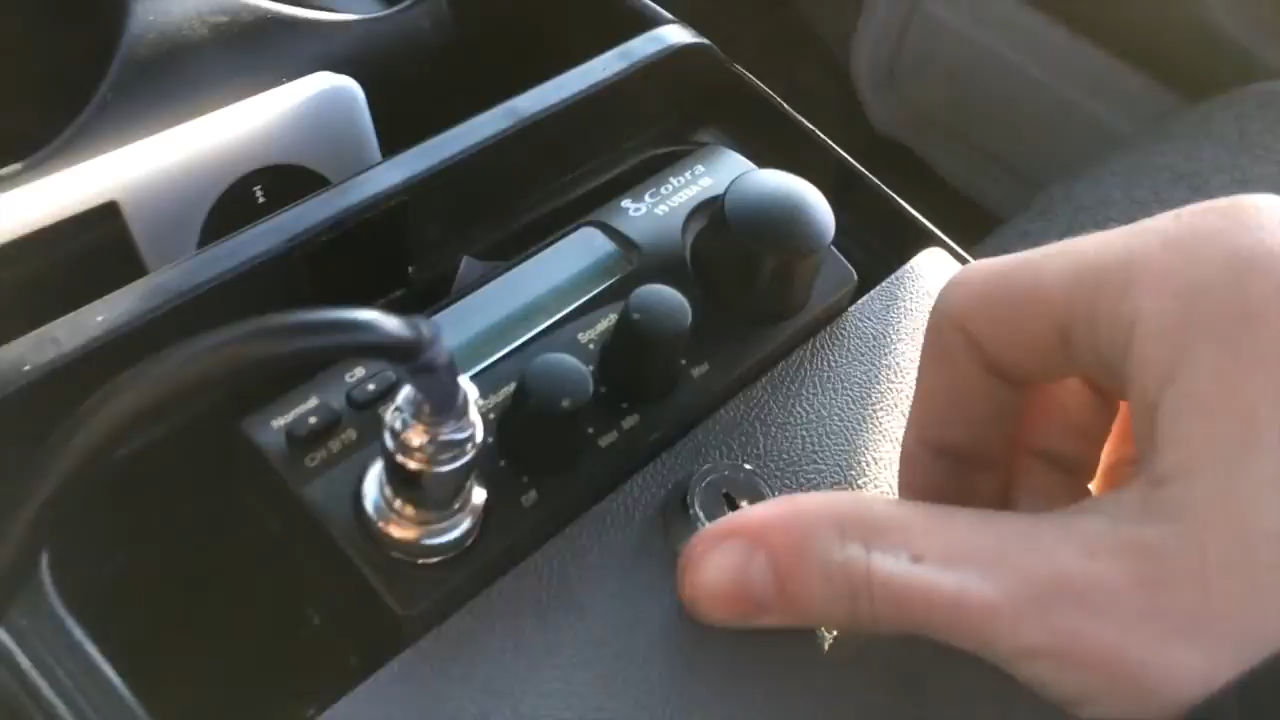 Cobra
19 ULTRA III
Squelch
Max
CB
Normal
Volume
CH 9/19
Max Min
Off